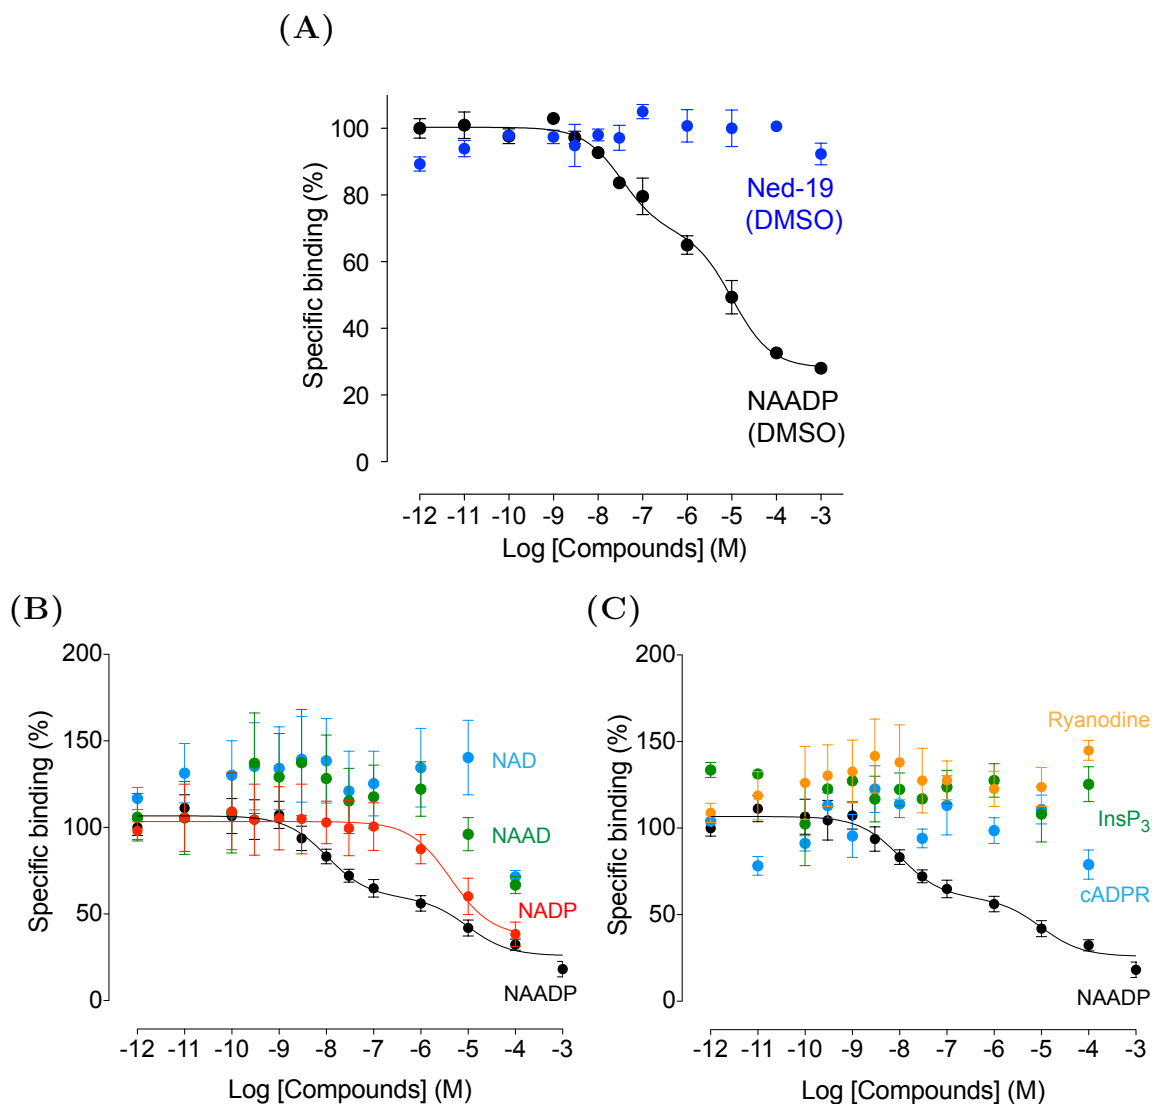 (A)
Specific binding (%)
100
80
60
40
20
0
Ned-19
(DMSO)
NAADP
(DMSO)
-12 -11 -10 -9 -8 -7 -6 -5 -4 -3
Log [Compounds] (M)
(B)
Specific binding (%)
200
150
100
50
0
NAD
NAAD
NADP
NAADP
-12 -11 -10 -9 -8 -7 -6 -5 -4 -3
Log [Compounds] (M)
(C)
Specific binding (%)
200
150
100
50
0
Ryanodine
InsP3
cADPR
NAADP
-12 -11 -10 -9 -8 -7 -6 -5 -4 -3
Log [Compounds] (M)